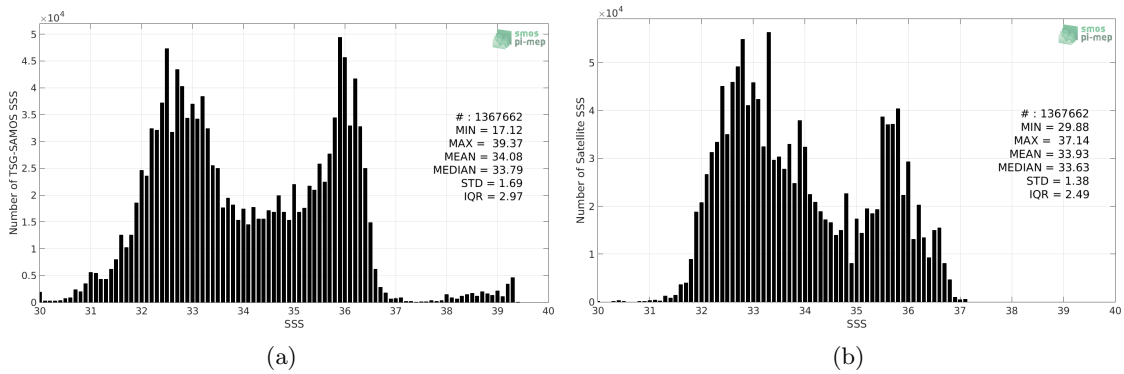 ×10⁴
5
4.5
4
3.5
3
2.5
2
1.5
1
0.5
0
Number of TSG-SAMOS SSS
smos
pi-mep
# : 1367662
MIN = 17.12
MAX = 39.37
MEAN = 34.08
MEDIAN = 33.79
STD = 1.69
IQR = 2.97
30 31 32 33 34 35 36 37 38 39 40
SSS
(a)
×10⁴
5
4
3
2
1
0
Number of Satellite SSS
smos
pi-mep
# : 1367662
MIN = 29.88
MAX = 37.14
MEAN = 33.93
MEDIAN = 33.63
STD = 1.38
IQR = 2.49
30 31 32 33 34 35 36 37 38 39 40
SSS
(b)